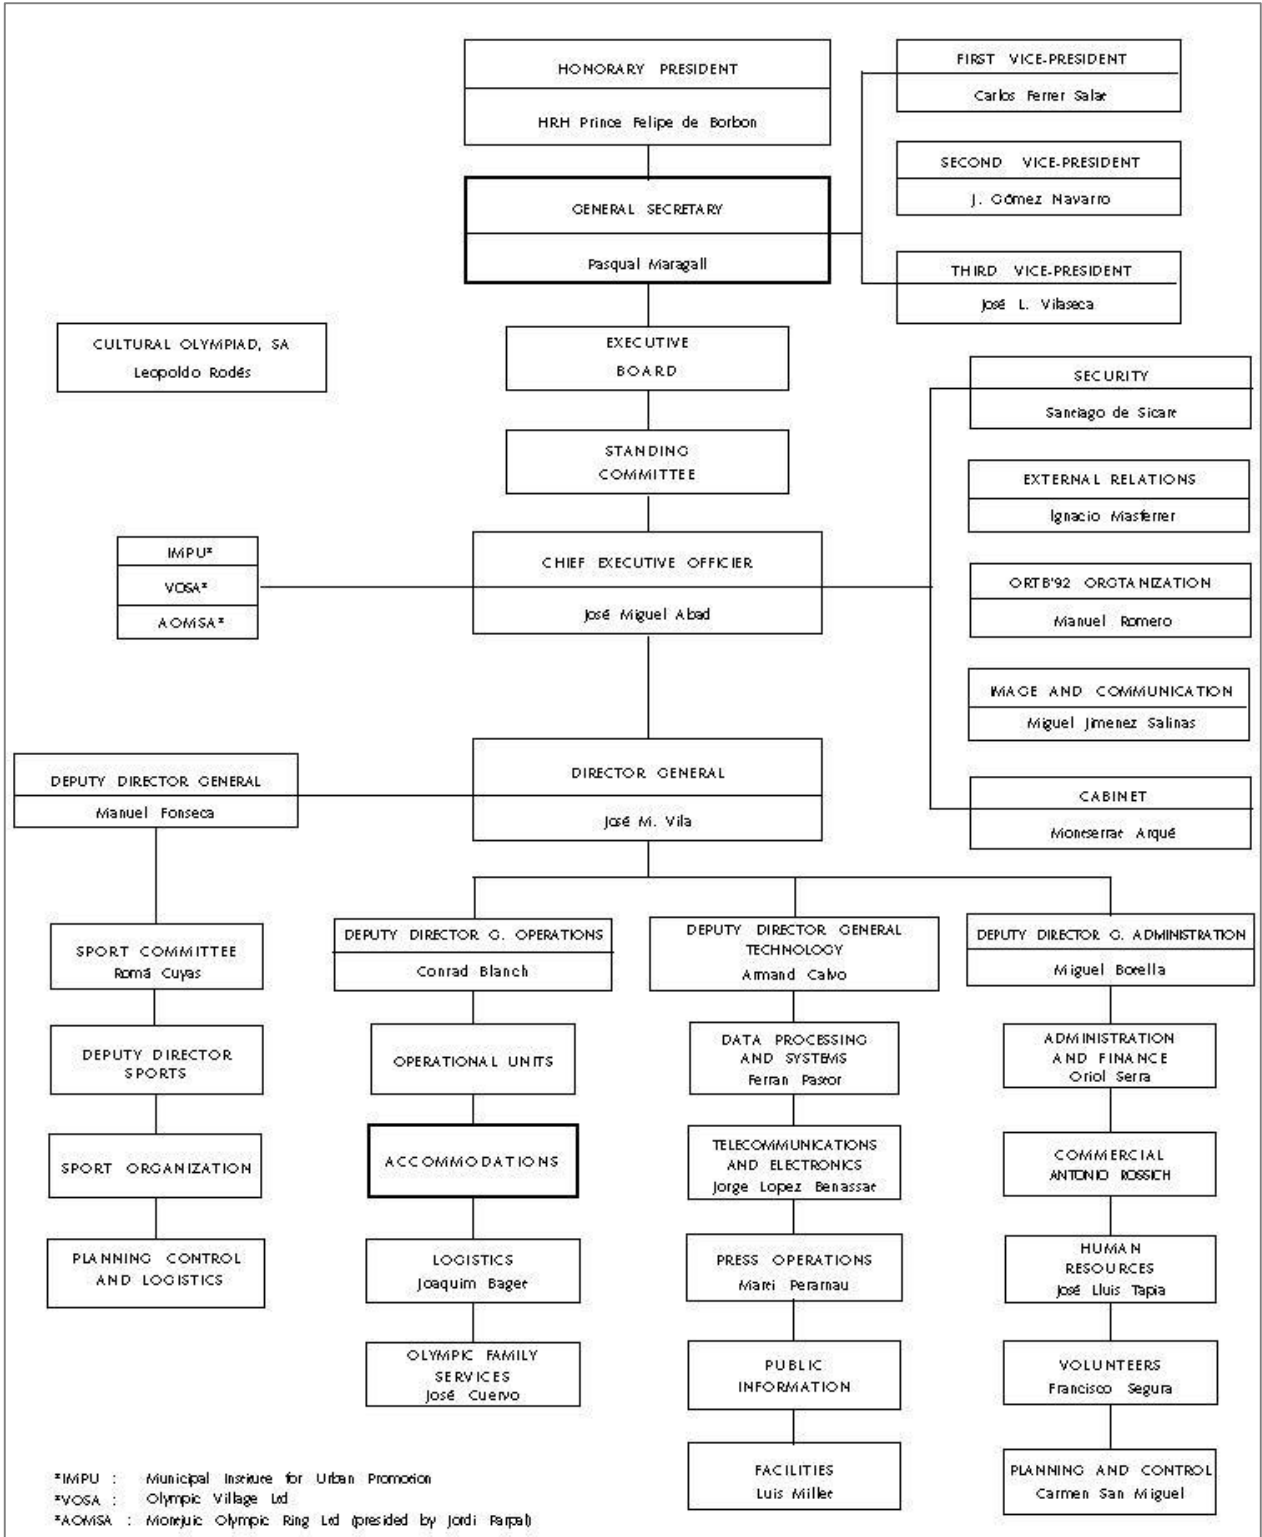 HONORARY PRESIDENT
HRH Prince Felipe de Borbon
FIRST VICE-PRESIDENT
Carlos Ferrer Salat
SECOND VICE-PRESIDENT
J. Gómez Navarro
GENERAL SECRETARY
Pasqual Maragall
THIRD VICE-PRESIDENT
José L. Vilaseca
CULTURAL OLYMPIAD, SA
Leopoldo Rodés
EXECUTIVE
BOARD
STANDING
COMMITTEE
SECURITY
Santiago de Sicart
EXTERNAL RELATIONS
Ignacio Masferrer
IMPU*
VOSA*
AOMSA*
CHIEF EXECUTIVE OFFICIER
José Miguel Abad
ORTB'92 ORGTANIZATION
Manuel Romero
IMAGE AND COMMUNICATION
Miguel Jimenez Salinas
DEPUTY DIRECTOR GENERAL
Manuel Fonseca
DIRECTOR GENERAL
José M. Vila
CABINET
Montserrat Arqué
SPORT COMMITTEE
Romá Cuyas
DEPUTY DIRECTOR
SPORTS
SPORT ORGANIZATION
PLANNING CONTROL
AND LOGISTICS
DEPUTY DIRECTOR G. OPERATIONS
Conrad Blanch
OPERATIONAL UNITS
ACCOMMODATIONS
LOGISTICS
Joaquim Baget
OLYMPIC FAMILY
SERVICES
José Cuervo
DEPUTY DIRECTOR GENERAL
TECHNOLOGY
Armand Calvo
DATA PROCESSING
AND SYSTEMS
Ferran Pastor
TELECOMMUNICATIONS
AND ELECTRONICS
Jorge Lopez Benassat
PRESS OPERATIONS
Marti Perarnau
PUBLIC
INFORMATION
FACILITIES
Luis Millet
DEPUTY DIRECTOR G. ADMINISTRATION
Miguel Botella
ADMINISTRATION
AND FINANCE
Oriol Serra
COMMERCIAL
ANTONIO ROSSICH
HUMAN
RESOURCES
José Lluis Tapia
VOLUNTEERS
Francisco Segura
PLANNING AND CONTROL
Carmen San Miguel
*IMPU : Municipal Institute for Urban Promotion
*VOSA : Olympic Village Ltd
*AOMSA : Montjuic Olympic Ring Ltd (presided by Jordi Parpal)